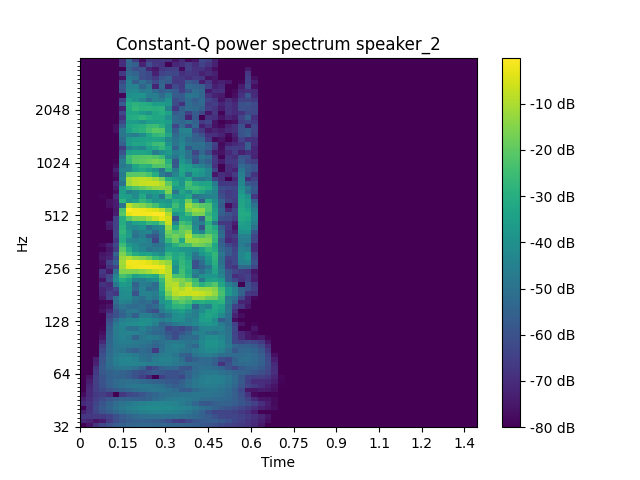 Constant-Q power spectrum speaker_2
Hz
2048
1024
512
256
128
64
32
0 0.15 0.3 0.45 0.6 0.75 0.9 1.1 1.2 1.4
Time
-10 dB
-20 dB
-30 dB
-40 dB
-50 dB
-60 dB
-70 dB
-80 dB